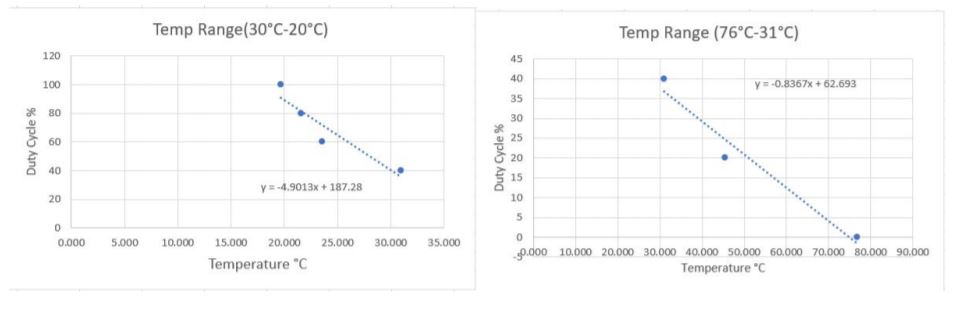 Temp Range(30°C-20°C)
120
100
80
60
40
20
0
Duty Cycle %
y = -4.9013x + 187.28
0.000 5.000 10.000 15.000 20.000 25.000 30.000 35.000
Temperature °C
Temp Range (76°C-31°C)
45
40
35
30
25
20
15
10
5
0
-5
Duty Cycle %
y = -0.8367x + 62.693
0.000 10.000 20.000 30.000 40.000 50.000 60.000 70.000 80.000 90.000
Temperature °C